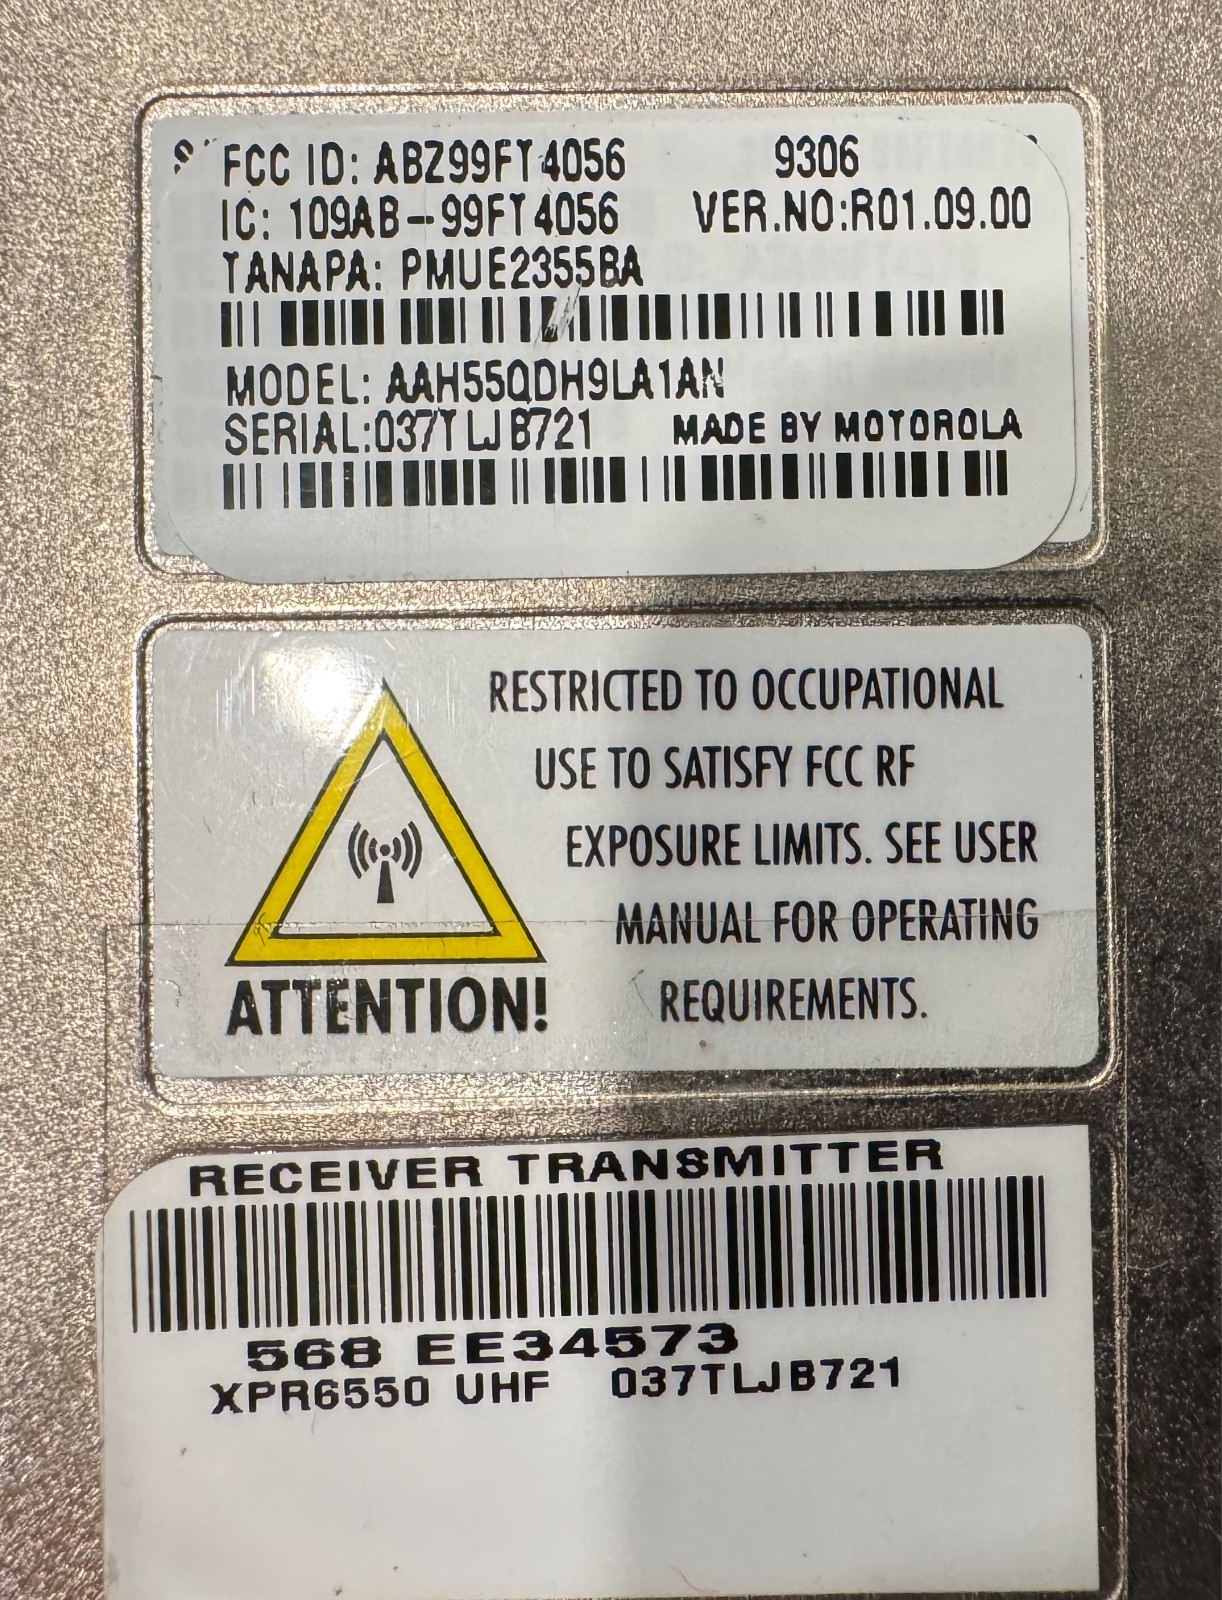 FCC ID: ABZ99FT4056 9306
IC: 109AB-99FT4056 VER.NO:R01.09.00
TANAPA: PMUE2355BA
MODEL: AAH55QDH9LA1AN
SERIAL:037TLJB721 MADE BY MOTOROLA
RESTRICTED TO OCCUPATIONAL
USE TO SATISFY FCC RF
EXPOSURE LIMITS. SEE USER
MANUAL FOR OPERATING
REQUIREMENTS.
ATTENTION!
RECEIVER TRANSMITTER
568 EE34573
XPR6550 UHF 037TLJB721